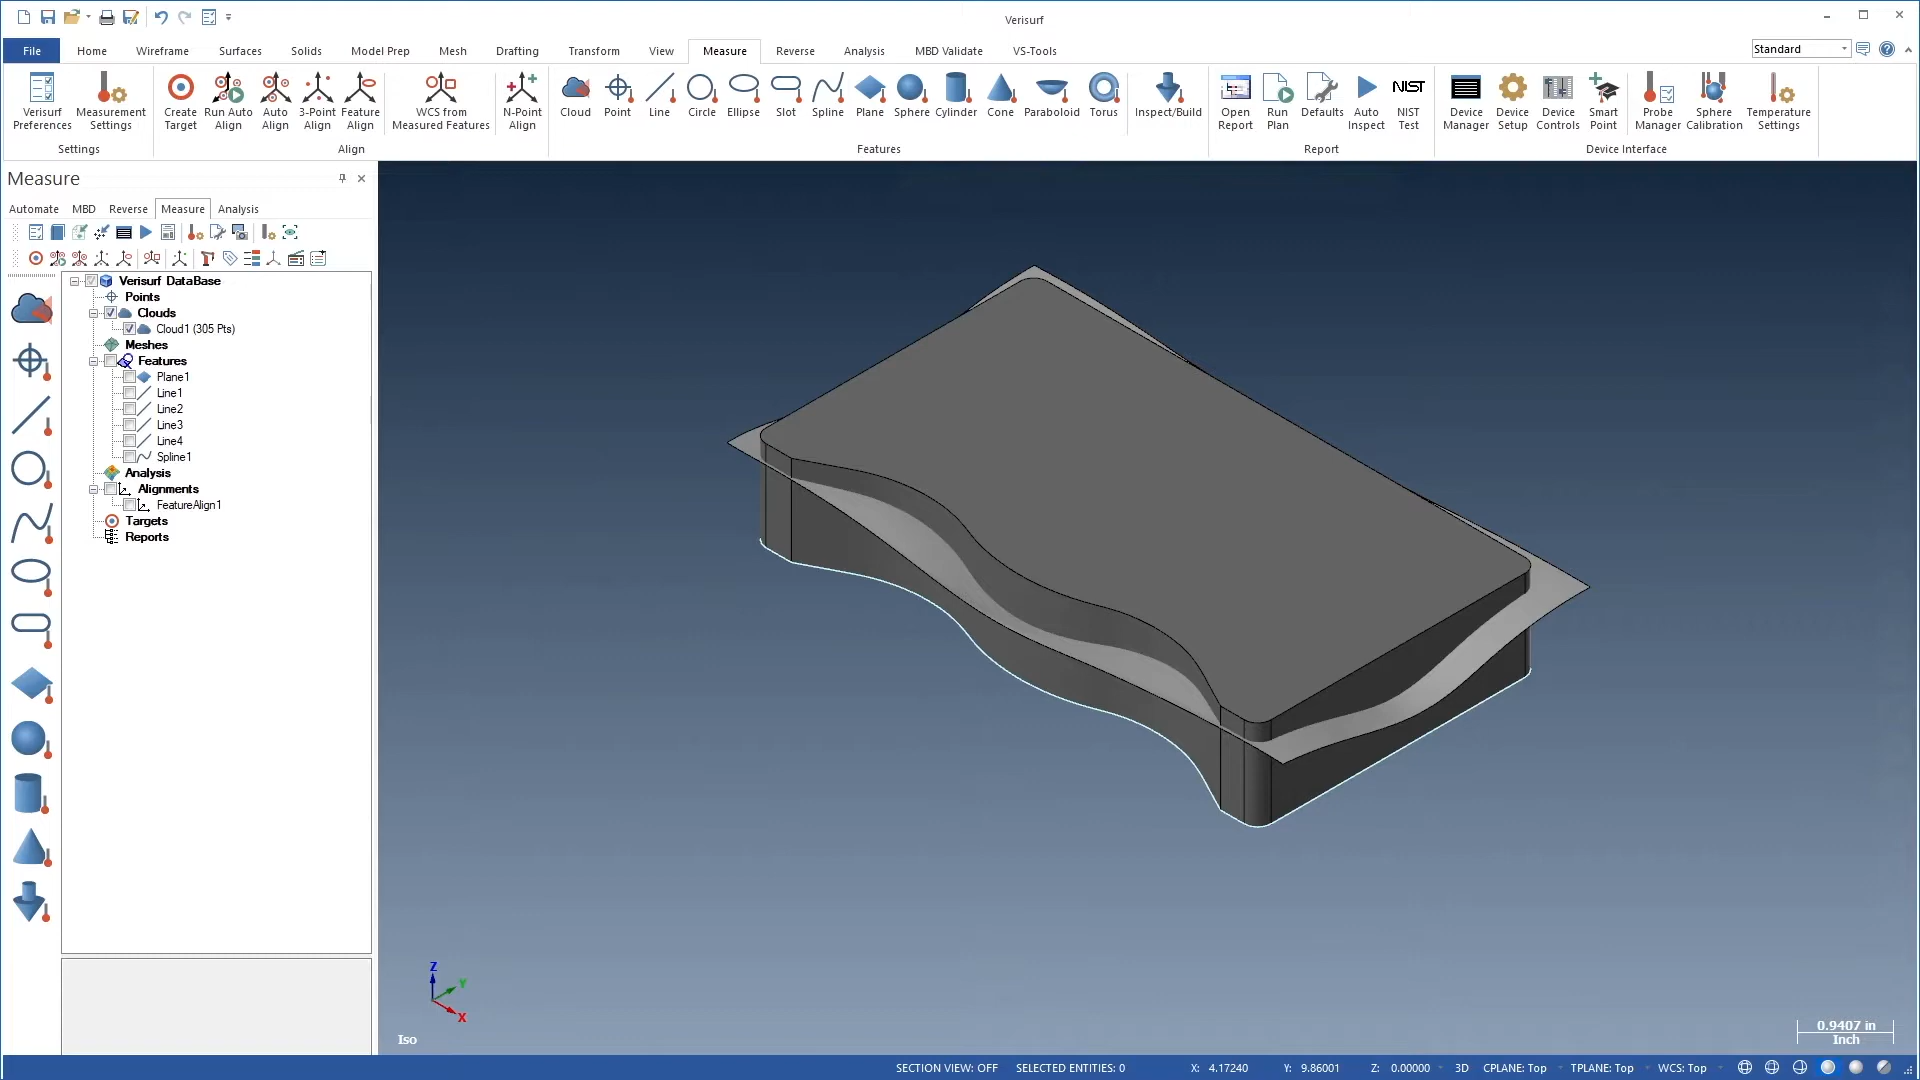 Verisurf
File Home Wireframe Surfaces Solids Model Prep Mesh Drafting Transform View Measure Reverse Analysis MBD Validate VS-Tools Standard
Verisurf Preferences Measurement Settings
Settings
Create Target Run Auto Align Auto Align 3-Point Align Feature Align WCS from Measured Features N-Point Align
Align
Cloud Point Line Circle Ellipse Slot Spline Plane Sphere Cylinder Cone Paraboloid Torus Inspect/Build
Features
Open Report Run Plan Defaults Auto Inspect NIST NIST Test
Report
Device Manager Device Setup Device Controls Smart Point Probe Manager Sphere Calibration Temperature Settings
Device Interface
Measure
Automate MBD Reverse Measure Analysis
Verisurf DataBase
Points
Clouds
Cloud1 (305 Pts)
Meshes
Features
Plane1
Line1
Line2
Line3
Line4
Spline1
Analysis
Alignments
FeatureAlign1
Targets
Reports
Z
Y
X
Iso
0.9407 in
Inch
SECTION VIEW: OFF SELECTED ENTITIES: 0 X: 4.17240 Y: 9.86001 Z: 0.00000 3D CPLANE: Top TPLANE: Top WCS: Top